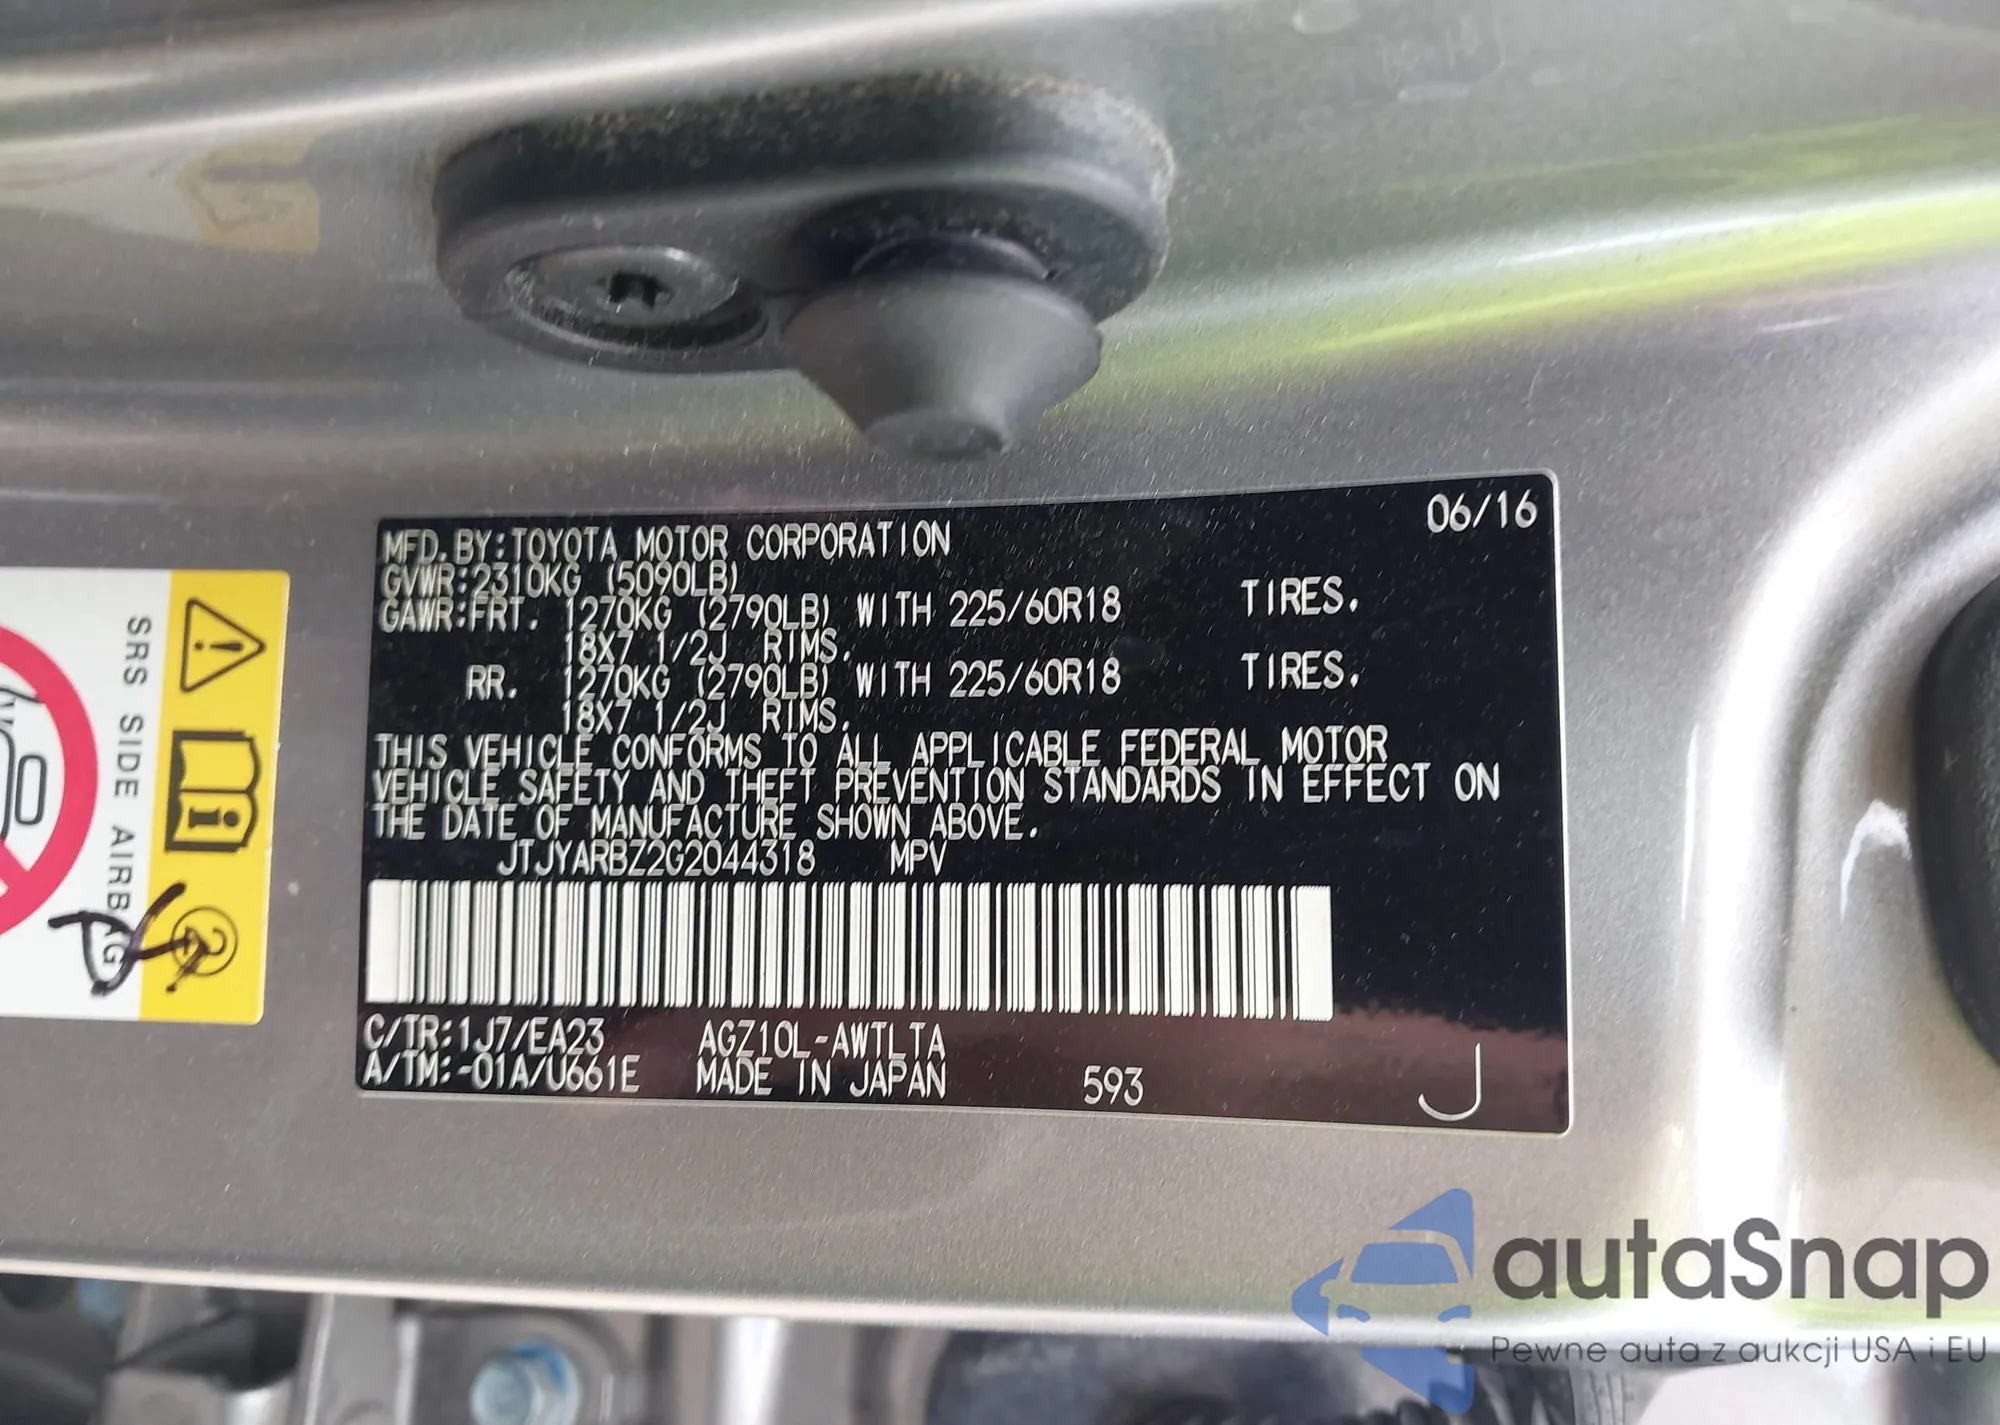 06/16
MFD. BY:TOYOTA MOTOR CORPORATION
GVWR:2310KG (5090LB)
GAWR:FRT. 1270KG (2790LB) WITH 225/60R18 TIRES.
18X7 1/2J RIMS.
RR. 1270KG (2790LB) WITH 225/60R18 TIRES.
18X7 1/2J RIMS.
THIS VEHICLE CONFORMS TO ALL APPLICABLE FEDERAL MOTOR
VEHICLE SAFETY AND THEFT PREVENTION STANDARDS IN EFFECT ON
THE DATE OF MANUFACTURE SHOWN ABOVE.
JTJYARBZ2G2044318 MPV
C/TR:1J7/EA23 AGZ10L-AWTLTA
A/TM:-01A/U661E MADE IN JAPAN 593 J
SRS SIDE AIRBAG
autaSnap
Pewne auta z aukcji USA i EU